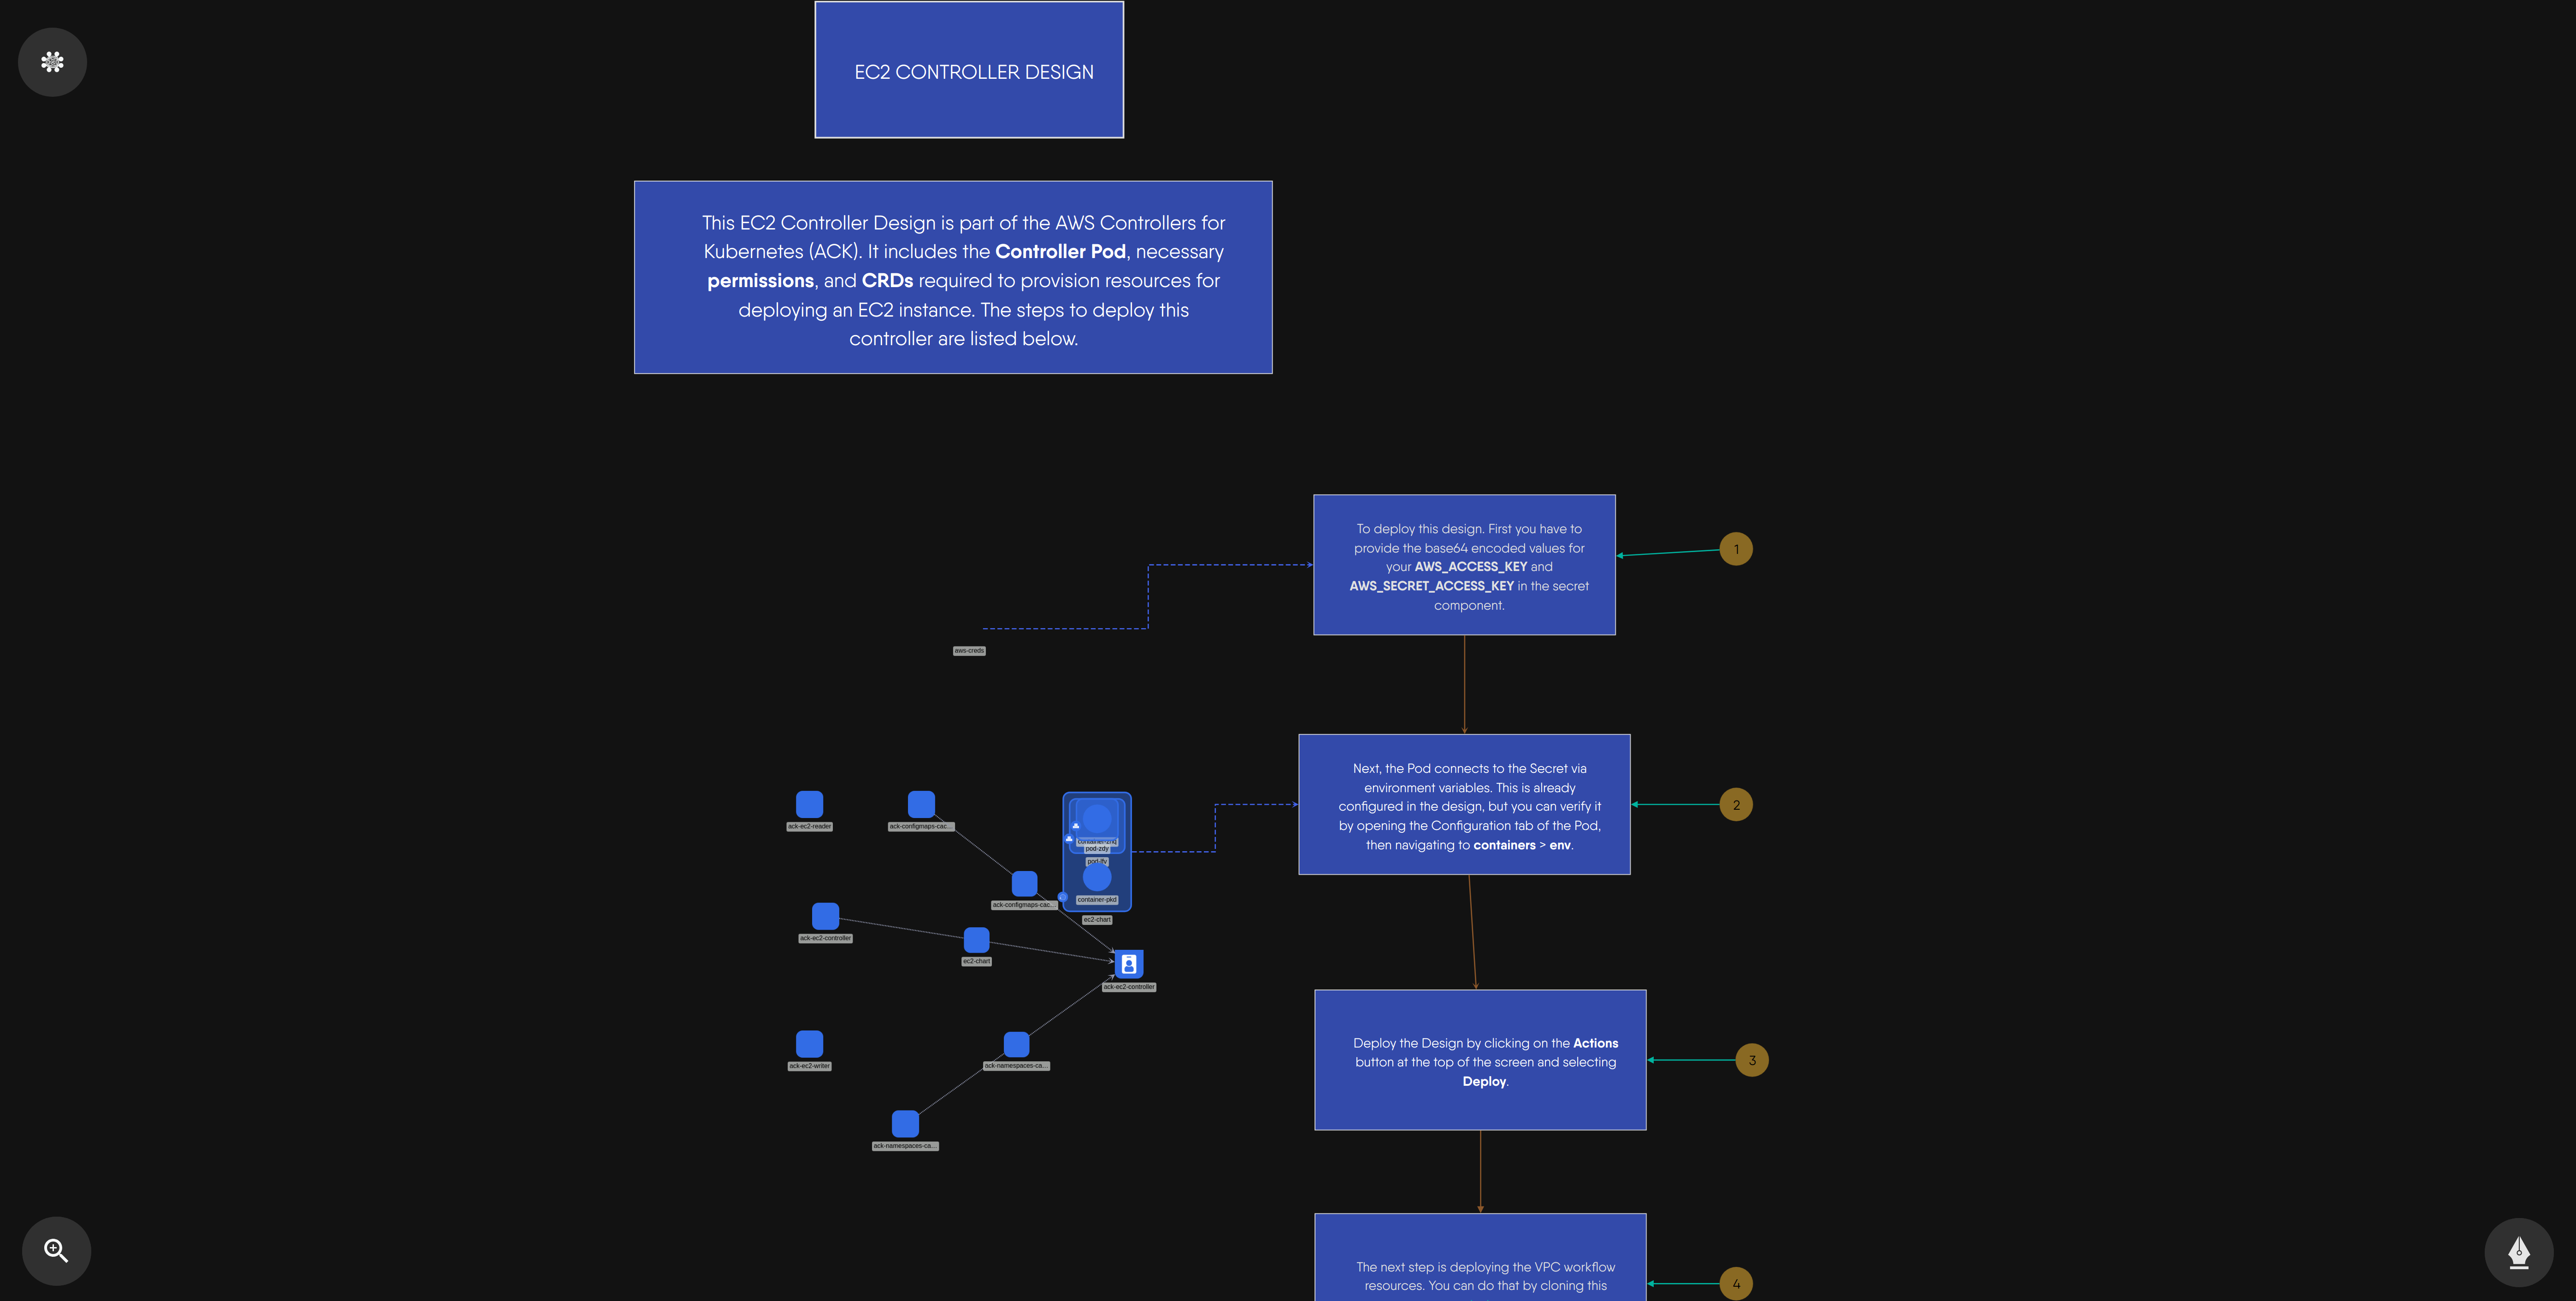 EC2 CONTROLLER DESIGN
This EC2 Controller Design is part of the AWS Controllers for
Kubernetes (ACK). It includes the Controller Pod, necessary
permissions, and CRDs required to provision resources for
deploying an EC2 instance. The steps to deploy this
controller are listed below.
To deploy this design. First you have to
provide the base64 encoded values for
your AWS_ACCESS_KEY and
AWS_SECRET_ACCESS_KEY in the secret
component.
1
aws-creds
Next, the Pod connects to the Secret via
environment variables. This is already
configured in the design, but you can verify it
by opening the Configuration tab of the Pod,
then navigating to containers > env.
2
ack-ec2-reader
ack-configmaps-cac...
pod-zdy
container-pkd
ack-configmaps-cac...
ec2-chart
ack-ec2-controller
ec2-chart
ack-ec2-controller
Deploy the Design by clicking on the Actions
button at the top of the screen and selecting
Deploy.
3
ack-ec2-writer
ack-namespaces-ca...
ack-namespaces-ca...
The next step is deploying the VPC workflow
resources. You can do that by cloning this
4